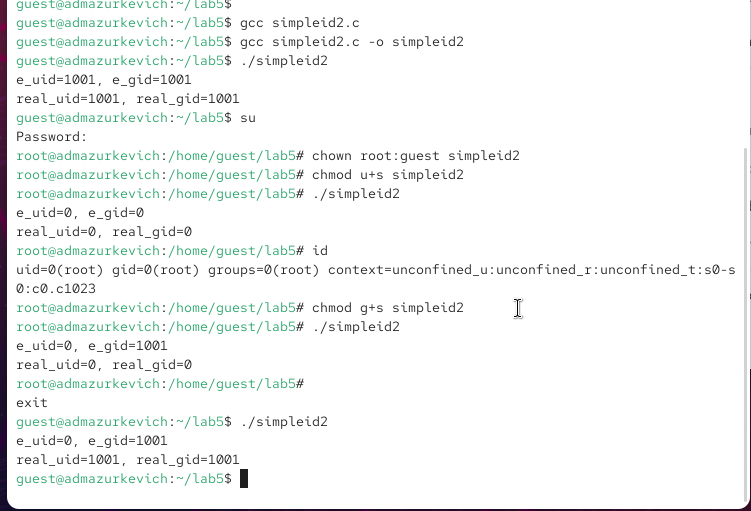 guest@admazurkevich:~/lab5$
guest@admazurkevich:~/lab5$ gcc simpleid2.c
guest@admazurkevich:~/lab5$ gcc simpleid2.c -o simpleid2
guest@admazurkevich:~/lab5$ ./simpleid2
e_uid=1001, e_gid=1001
real_uid=1001, real_gid=1001
guest@admazurkevich:~/lab5$ su
Password:
root@admazurkevich:/home/guest/lab5# chown root:guest simpleid2
root@admazurkevich:/home/guest/lab5# chmod u+s simpleid2
root@admazurkevich:/home/guest/lab5# ./simpleid2
e_uid=0, e_gid=0
real_uid=0, real_gid=0
root@admazurkevich:/home/guest/lab5# id
uid=0(root) gid=0(root) groups=0(root) context=unconfined_u:unconfined_r:unconfined_t:s0-s
0:c0.c1023
root@admazurkevich:/home/guest/lab5# chmod g+s simpleid2
root@admazurkevich:/home/guest/lab5# ./simpleid2
e_uid=0, e_gid=1001
real_uid=0, real_gid=0
root@admazurkevich:/home/guest/lab5#
exit
guest@admazurkevich:~/lab5$ ./simpleid2
e_uid=0, e_gid=1001
real_uid=1001, real_gid=1001
guest@admazurkevich:~/lab5$